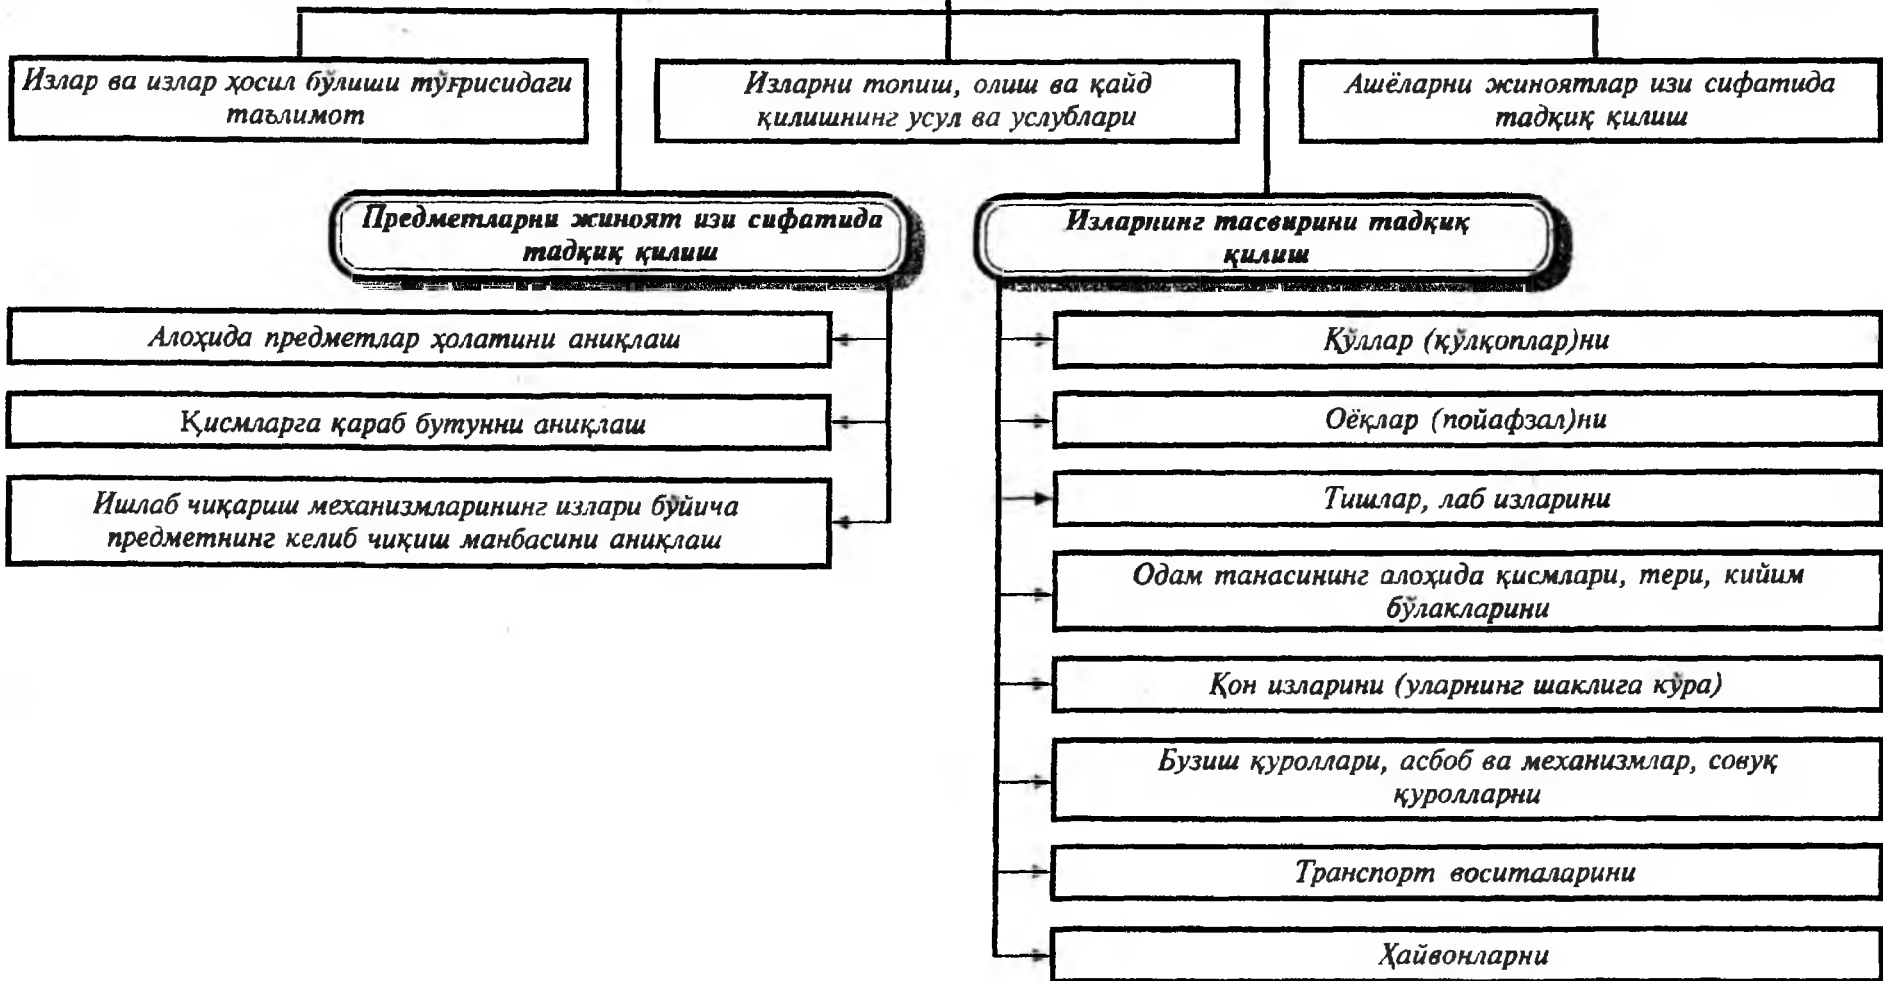 Излар ва излар ҳосил бўлиши тўғрисидаги
таълимот
Изларни топиш, олиш ва қайд
қилишнинг усул ва услублари
Ашёларни жиноятлар изи сифатида
тадқиқ қилиш
Предметларни жиноят изи сифатида
тадқиқ қилиш
Изларнинг тасвирини тадқиқ
қилиш
Алоҳида предметлар ҳолатини аниқлаш
Қисмларга қараб бутунни аниқлаш
Ишлаб чиқариш механизмларининг излари бўйича
предметнинг келиб чиқиш манбасини аниқлаш
Қўллар (қўлқоплар)ни
Оёқлар (пойафзал)ни
Тишлар, лаб изларини
Одам танасининг алоҳида қисмлари, тери, кийим
бўлакларини
Қон изларини (уларнинг шаклига кўра)
Бузиш қуроллари, асбоб ва механизмлар, совуқ
қуролларни
Транспорт воситаларини
Ҳайвонларни